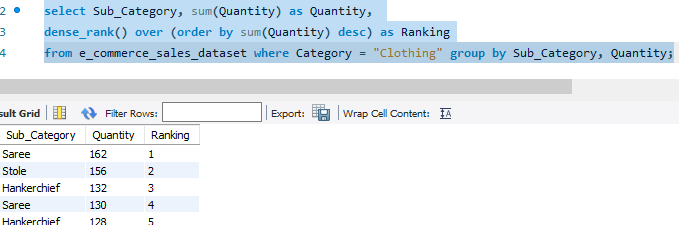 2 select Sub_Category, sum(Quantity) as Quantity,
3 dense_rank() over (order by sum(Quantity) desc) as Ranking
4 from e_commerce_sales_dataset where Category = "Clothing" group by Sub_Category, Quantity;
sult Grid Filter Rows: Export: Wrap Cell Content:
Sub_Category Quantity Ranking
Saree 162 1
Stole 156 2
Hankerchief 132 3
Saree 130 4
Hankerchief 128 5